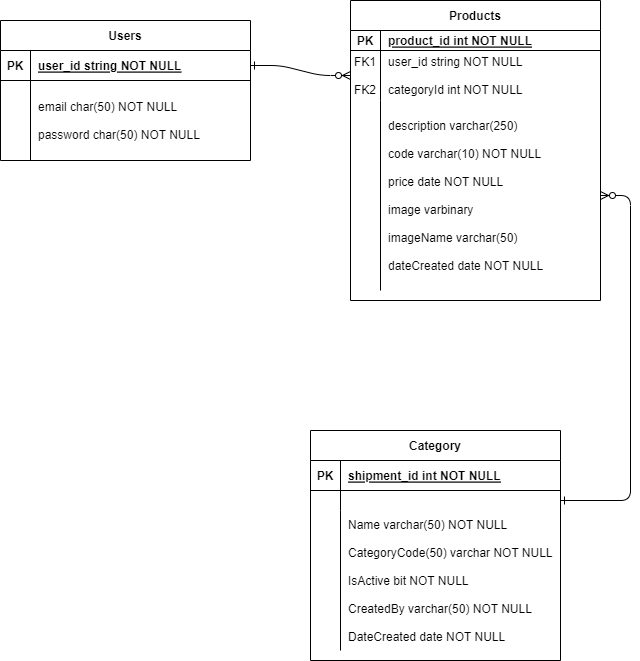 Users
PK user_id string NOT NULL
email char(50) NOT NULL
password char(50) NOT NULL
Products
PK product_id int NOT NULL
FK1 user_id string NOT NULL
FK2 categoryId int NOT NULL
description varchar(250)
code varchar(10) NOT NULL
price date NOT NULL
image varbinary
imageName varchar(50)
dateCreated date NOT NULL
Category
PK shipment_id int NOT NULL
Name varchar(50) NOT NULL
CategoryCode(50) varchar NOT NULL
IsActive bit NOT NULL
CreatedBy varchar(50) NOT NULL
DateCreated date NOT NULL